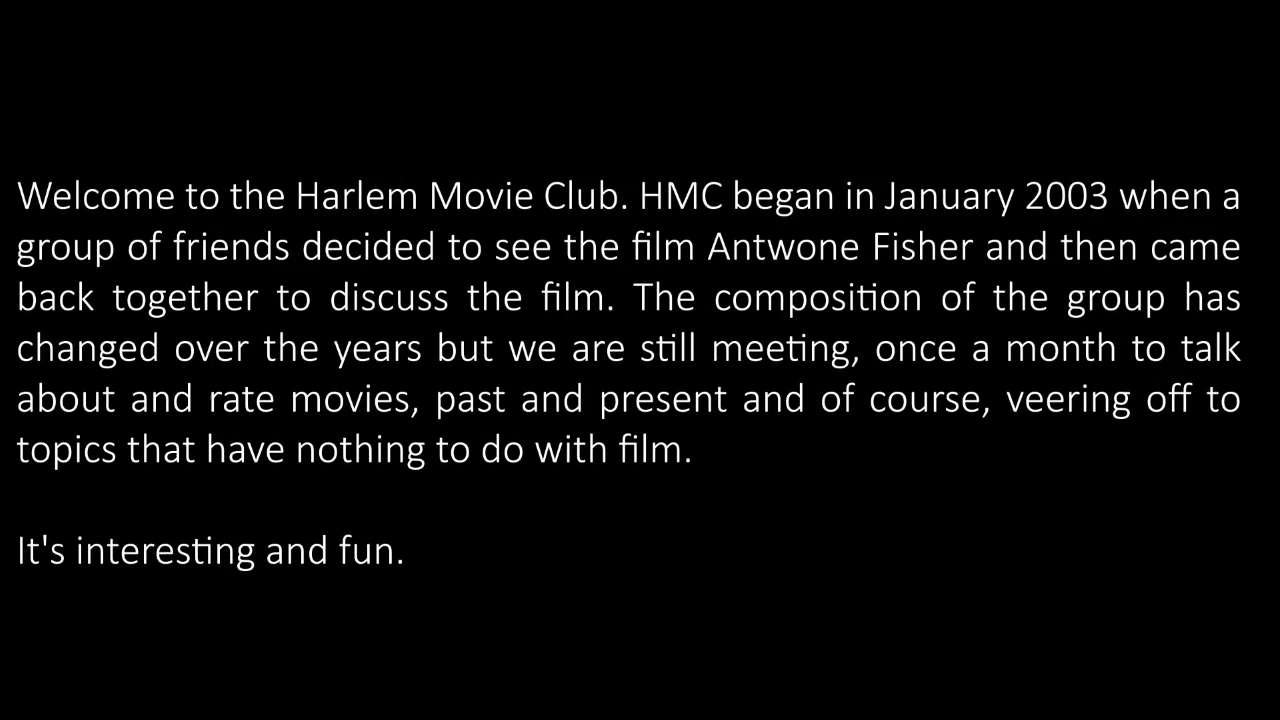 Welcome to the Harlem Movie Club. HMC began in January 2003 when a
group of friends decided to see the film Antwone Fisher and then came
back together to discuss the film. The composition of the group has
changed over the years but we are still meeting, once a month to talk
about and rate movies, past and present and of course, veering off to
topics that have nothing to do with film.
It's interesting and fun.